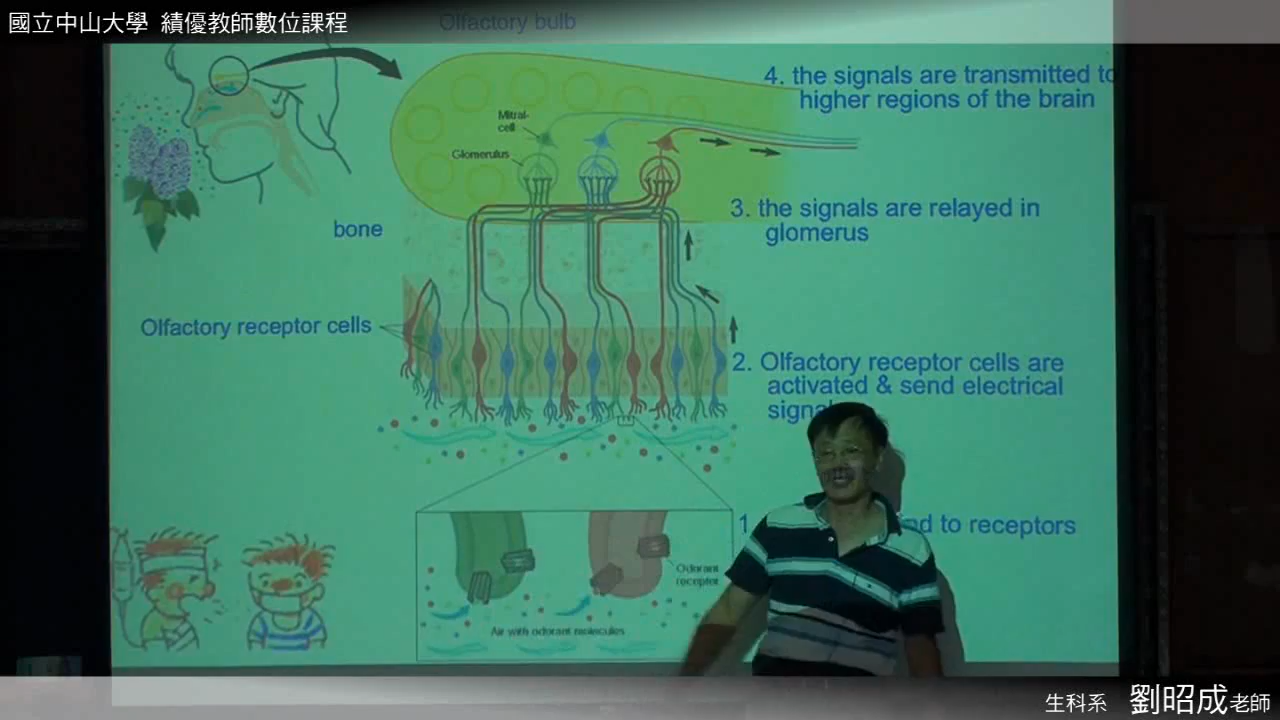 國立中山大學 績優教師數位課程
Olfactory bulb
4. the signals are transmitted to
higher regions of the brain
Mitral
cell
Glomerulus
3. the signals are relayed in
glomerus
bone
Olfactory receptor cells
2. Olfactory receptor cells are
activated & send electrical
1
to receptors
Odorant
receptor
Air with odorant molecules
生科系 劉昭成老師